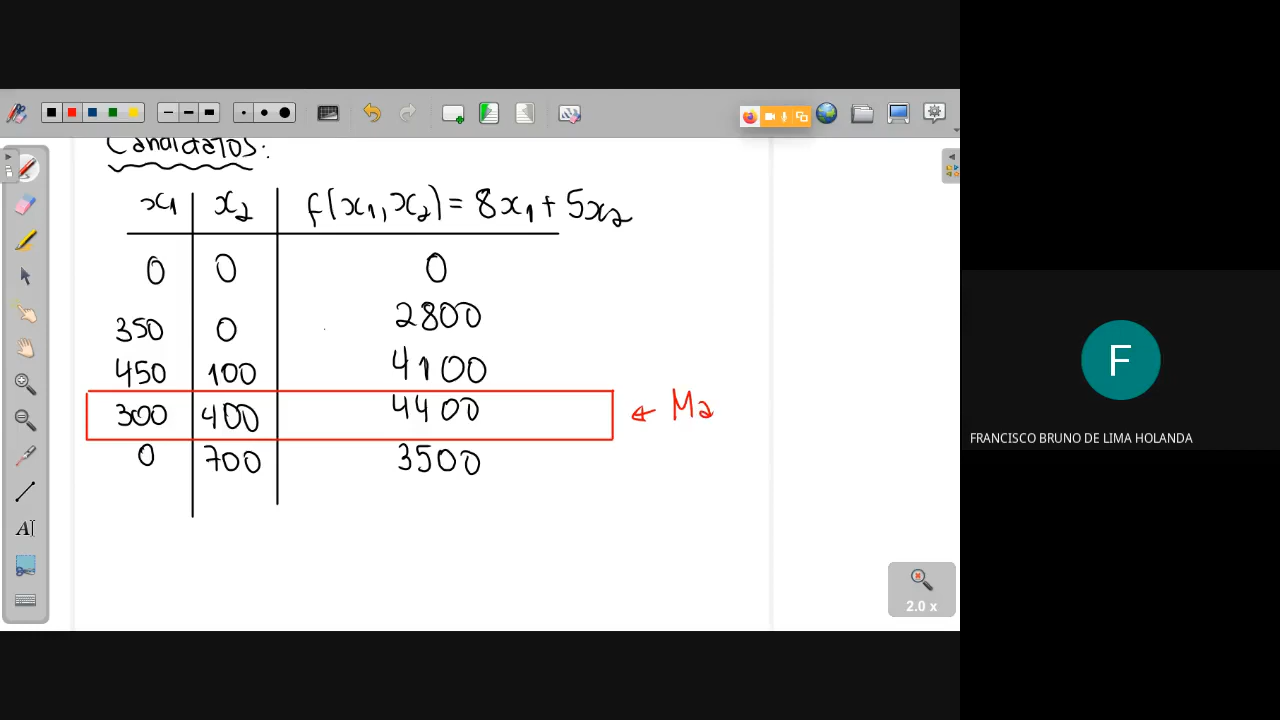 Candidatos:
x1 x2 f(x1,x2) = 8x1 + 5x2
0 0 0
350 0 2800
450 100 4100
300 400 4400 ← Ma
0 700 3500
A
2.0 x
F
FRANCISCO BRUNO DE LIMA HOLANDA